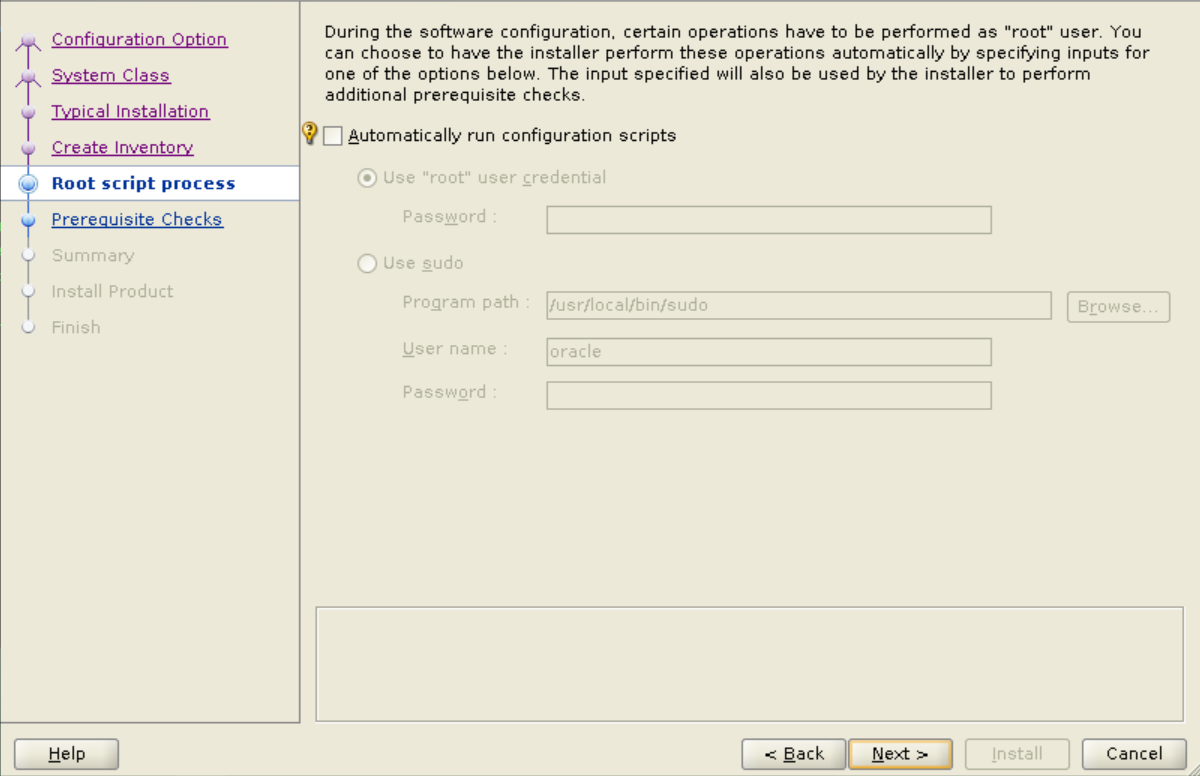 Configuration Option
System Class
Typical Installation
Create Inventory
Root script process
Prerequisite Checks
Summary
Install Product
Finish
During the software configuration, certain operations have to be performed as "root" user. You
can choose to have the installer perform these operations automatically by specifying inputs for
one of the options below. The input specified will also be used by the installer to perform
additional prerequisite checks.
Automatically run configuration scripts
Use "root" user credential
Password :
Use sudo
Program path : /usr/local/bin/sudo Browse...
User name : oracle
Password :
Help < Back Next > Install Cancel